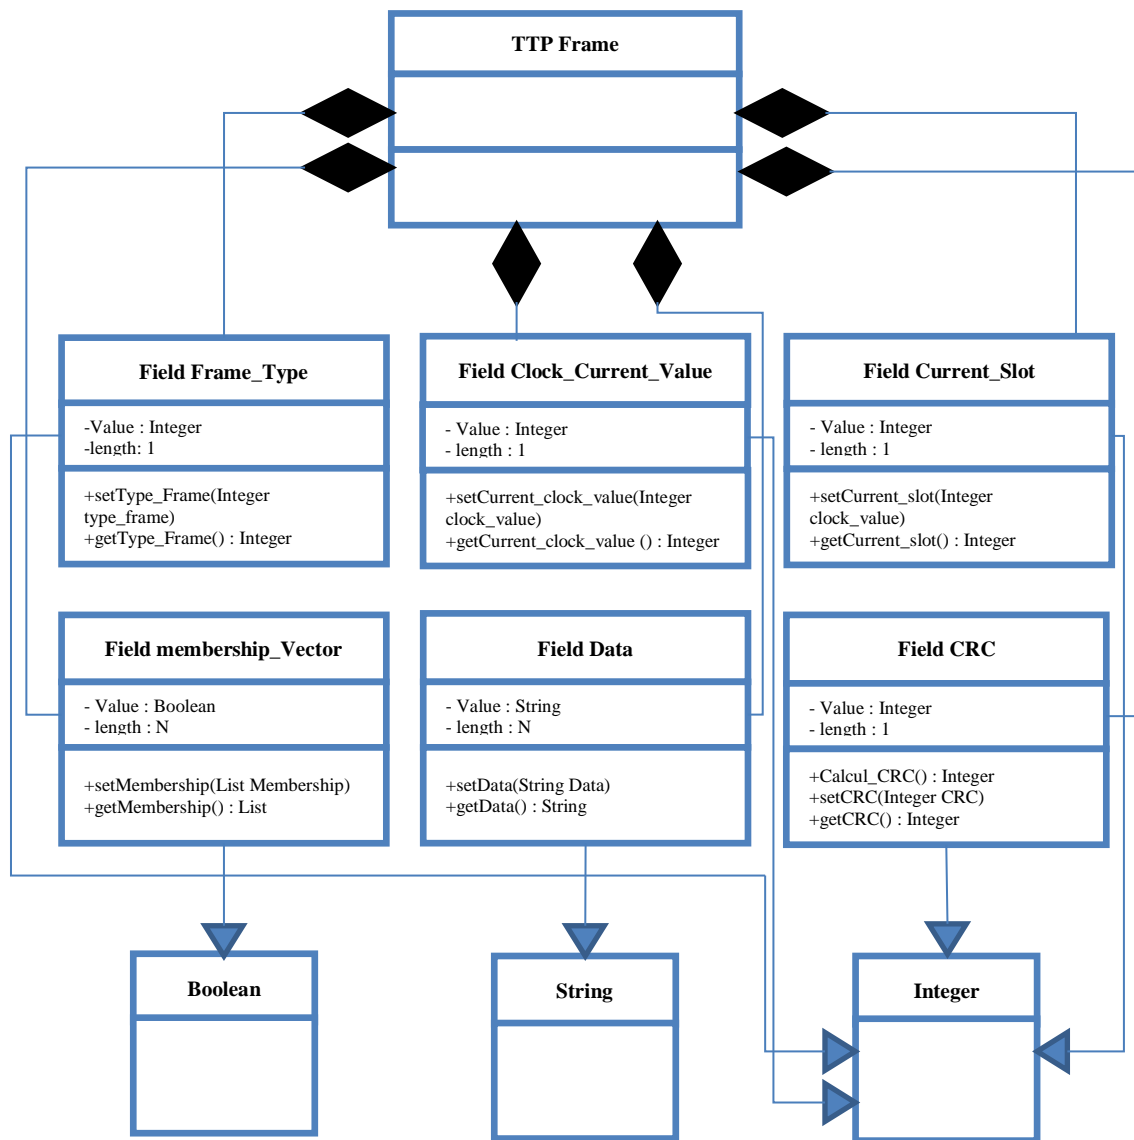 TTP Frame
Field Frame_Type
-Value : Integer
-length: 1
+setType_Frame(Integer
type_frame)
+getType_Frame() : Integer
Field Clock_Current_Value
- Value : Integer
- length : 1
+setCurrent_clock_value(Integer
clock_value)
+getCurrent_clock_value () : Integer
Field Current_Slot
- Value : Integer
- length : 1
+setCurrent_slot(Integer
clock_value)
+getCurrent_slot() : Integer
Field membership_Vector
- Value : Boolean
- length : N
+setMembership(List Membership)
+getMembership() : List
Field Data
- Value : String
- length : N
+setData(String Data)
+getData() : String
Field CRC
- Value : Integer
- length : 1
+Calcul_CRC() : Integer
+setCRC(Integer CRC)
+getCRC() : Integer
Boolean
String
Integer